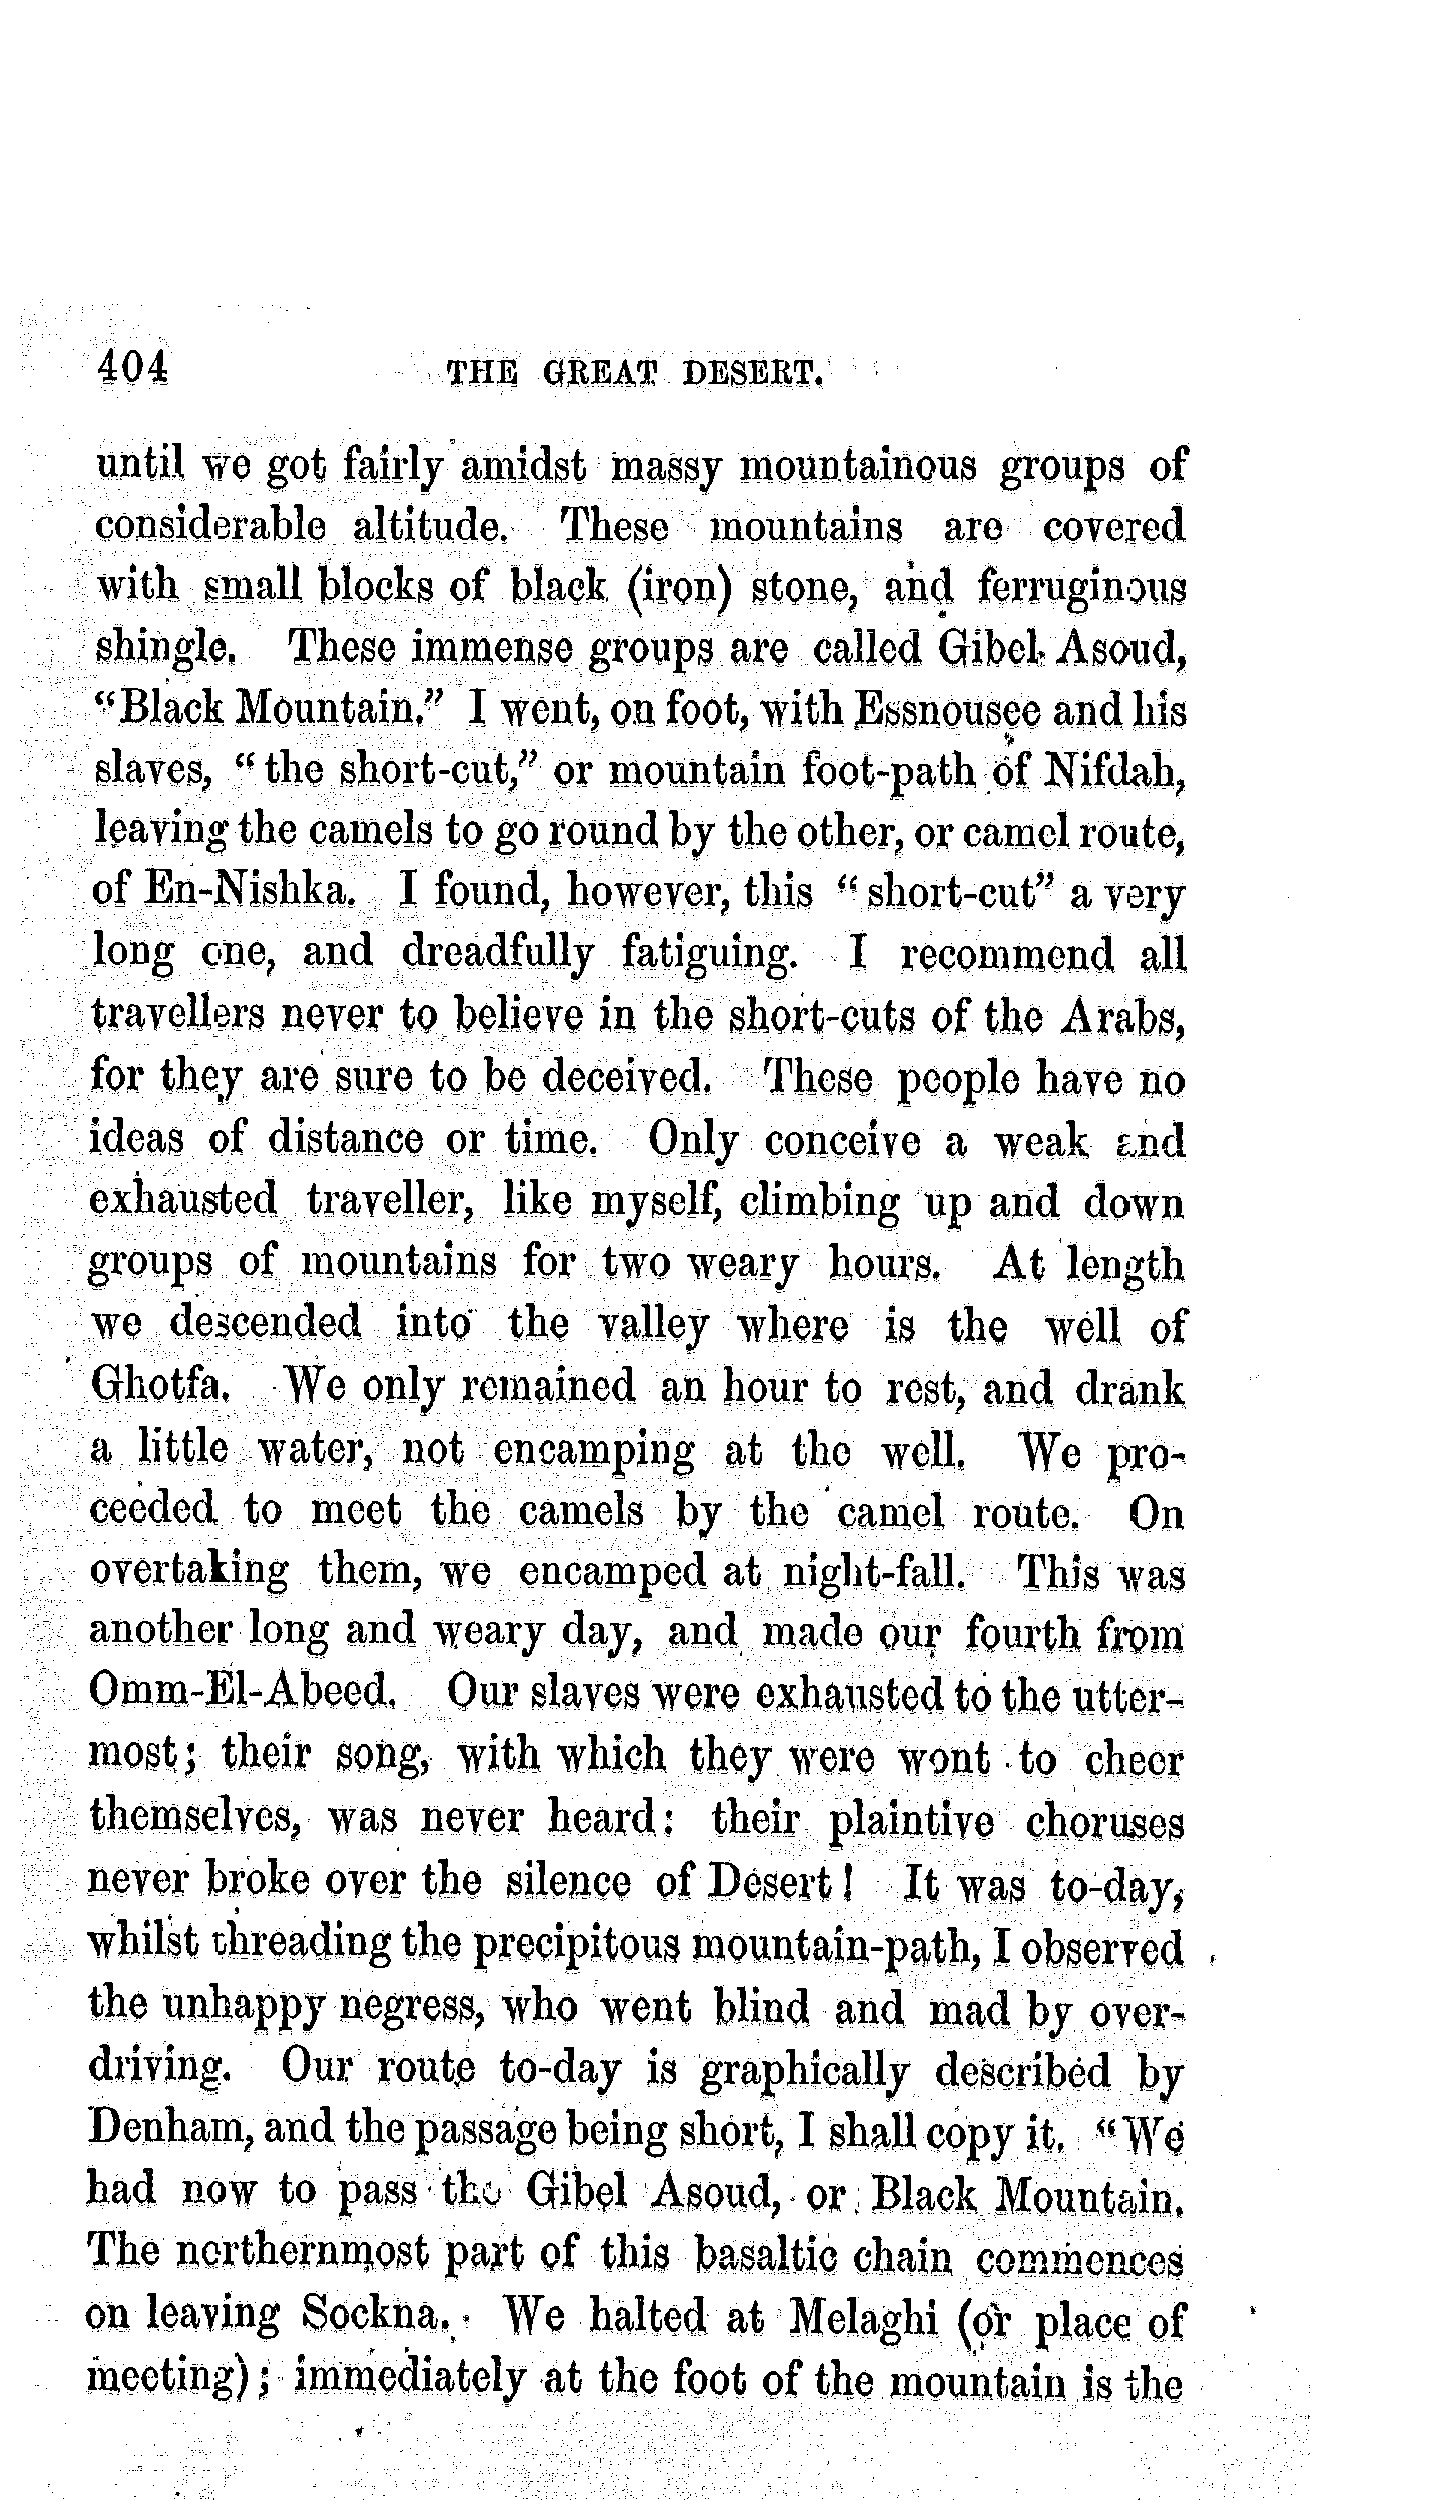 404 THE GREAT DESERT.
until we got fairly amidst massy mountainous groups of
considerable altitude. These mountains are covered
with small blocks of black (iron) stone, and ferruginous
shingle. These immense groups are called Gibel Asoud,
“Black Mountain.” I went, on foot, with Essnousee and his
slaves, “the short-cut,” or mountain foot-path of Nifdah,
leaving the camels to go round by the other, or camel route,
of En-Nishka. I found, however, this “short-cut” a very
long one, and dreadfully fatiguing. I recommend all
travellers never to believe in the short-cuts of the Arabs,
for they are sure to be deceived. These people have no
ideas of distance or time. Only conceive a weak and
exhausted traveller, like myself, climbing up and down
groups of mountains for two weary hours. At length
we descended into the valley where is the well of
Ghotfa. We only remained an hour to rest, and drank
a little water, not encamping at the well. We pro-
ceeded to meet the camels by the camel route. On
overtaking them, we encamped at night-fall. This was
another long and weary day, and made our fourth from
Omm-El-Abeed. Our slaves were exhausted to the utter-
most; their song, with which they were wont to cheer
themselves, was never heard: their plaintive choruses
never broke over the silence of Desert! It was to-day,
whilst threading the precipitous mountain-path, I observed
the unhappy negress, who went blind and mad by over-
driving. Our route to-day is graphically described by
Denham, and the passage being short, I shall copy it. “We
had now to pass the Gibel Asoud, or Black Mountain.
The northernmost part of this basaltic chain commences
on leaving Sockna. We halted at Melaghi (or place of
meeting); immediately at the foot of the mountain is the